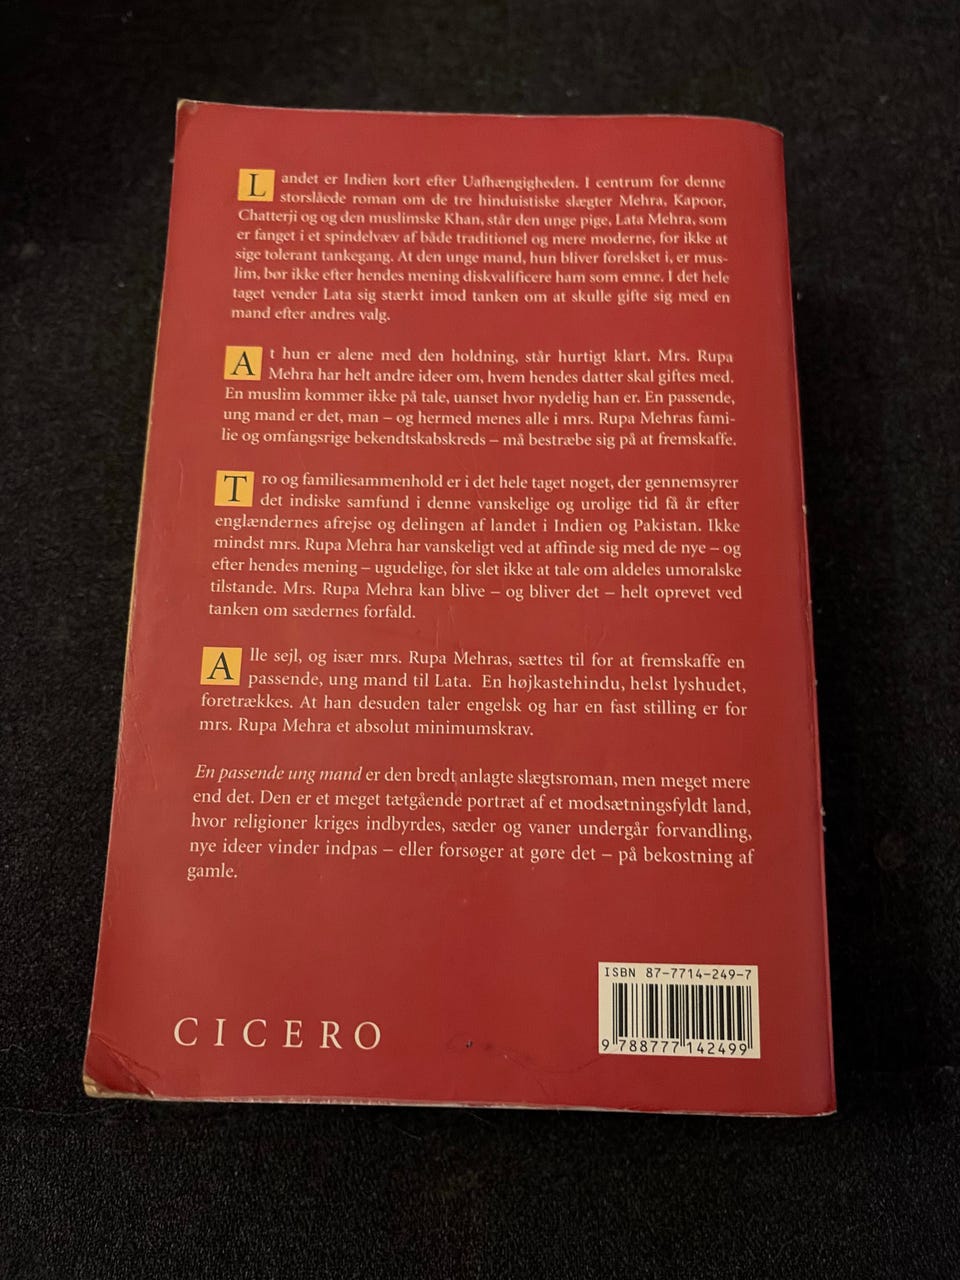 Landet er Indien kort efter Uafhængigheden. I centrum for denne
storslåede roman om de tre hinduistiske slægter Mehra, Kapoor,
Chatterji og og den muslimske Khan, står den unge pige, Lata Mehra, som
er fanget i et spindelvæv af både traditionel og mere moderne, for ikke at
sige tolerant tankegang. At den unge mand, hun bliver forelsket i, er mus-
lim, bør ikke efter hendes mening diskvalificere ham som emne. I det hele
taget vender Lata sig stærkt imod tanken om at skulle gifte sig med en
mand efter andres valg.
At hun er alene med den holdning, står hurtigt klart. Mrs. Rupa
Mehra har helt andre ideer om, hvem hendes datter skal giftes med.
En muslim kommer ikke på tale, uanset hvor nydelig han er. En passende,
ung mand er det, man – og hermed menes alle i mrs. Rupa Mehras fami-
lie og omfangsrige bekendtskabskreds – må bestræbe sig på at fremskaffe.
Tro og familiesammenhold er i det hele taget noget, der gennemsyrer
det indiske samfund i denne vanskelige og urolige tid få år efter
englændernes afrejse og delingen af landet i Indien og Pakistan. Ikke
mindst mrs. Rupa Mehra har vanskeligt ved at affinde sig med de nye – og
efter hendes mening – ugudelige, for slet ikke at tale om aldeles umoralske
tilstande. Mrs. Rupa Mehra kan blive – og bliver det – helt oprevet ved
tanken om sædernes forfald.
Alle sejl, og især mrs. Rupa Mehras, sættes til for at fremskaffe en
passende, ung mand til Lata. En højkastehindu, helst lyshudet,
foretrækkes. At han desuden taler engelsk og har en fast stilling er for
mrs. Rupa Mehra et absolut minimumskrav.
En passende ung mand er den bredt anlagte slægtsroman, men meget mere
end det. Den er et meget tætgående portræt af et modsætningsfyldt land,
hvor religioner kriges indbyrdes, sæder og vaner undergår forvandling,
nye ideer vinder indpas – eller forsøger at gøre det – på bekostning af
gamle.
ISBN 87-7714-249-7
9 788777 142499
CICERO